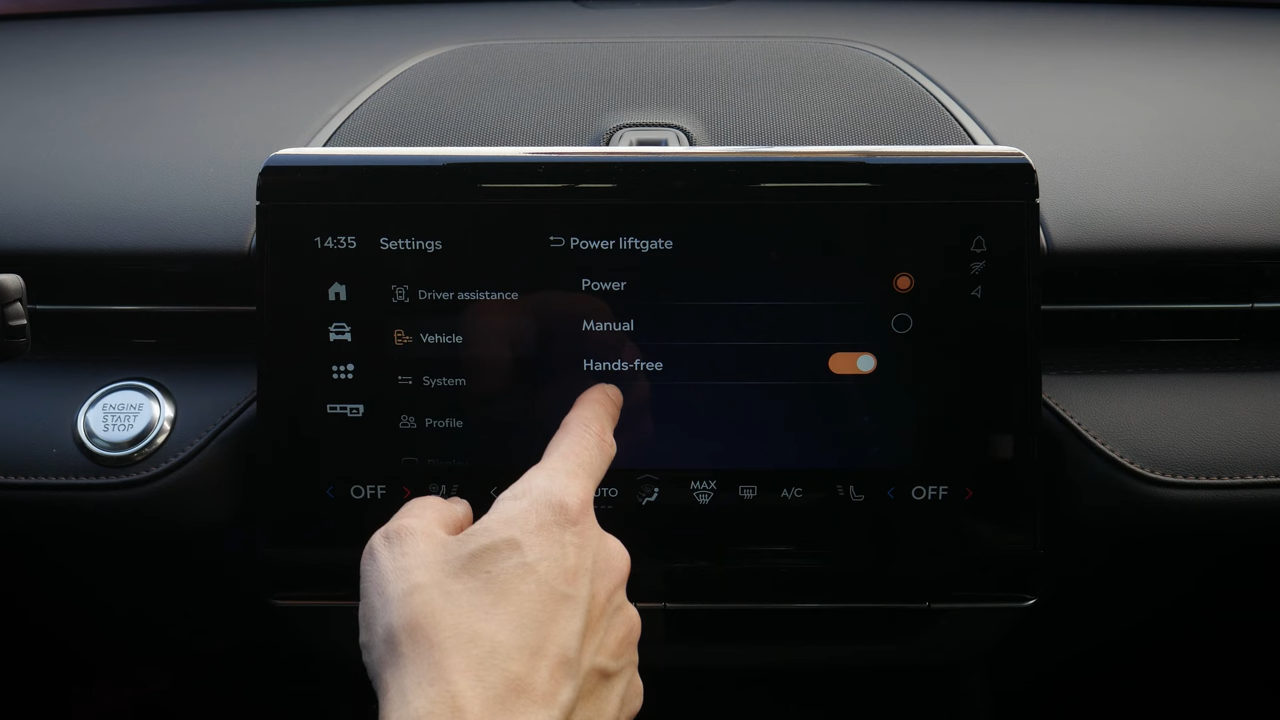 14:35 Settings Power liftgate
Power
Driver assistance
Manual
Vehicle
Hands-free
System
Profile
ENGINE
START
STOP
OFF MAX A/C OFF